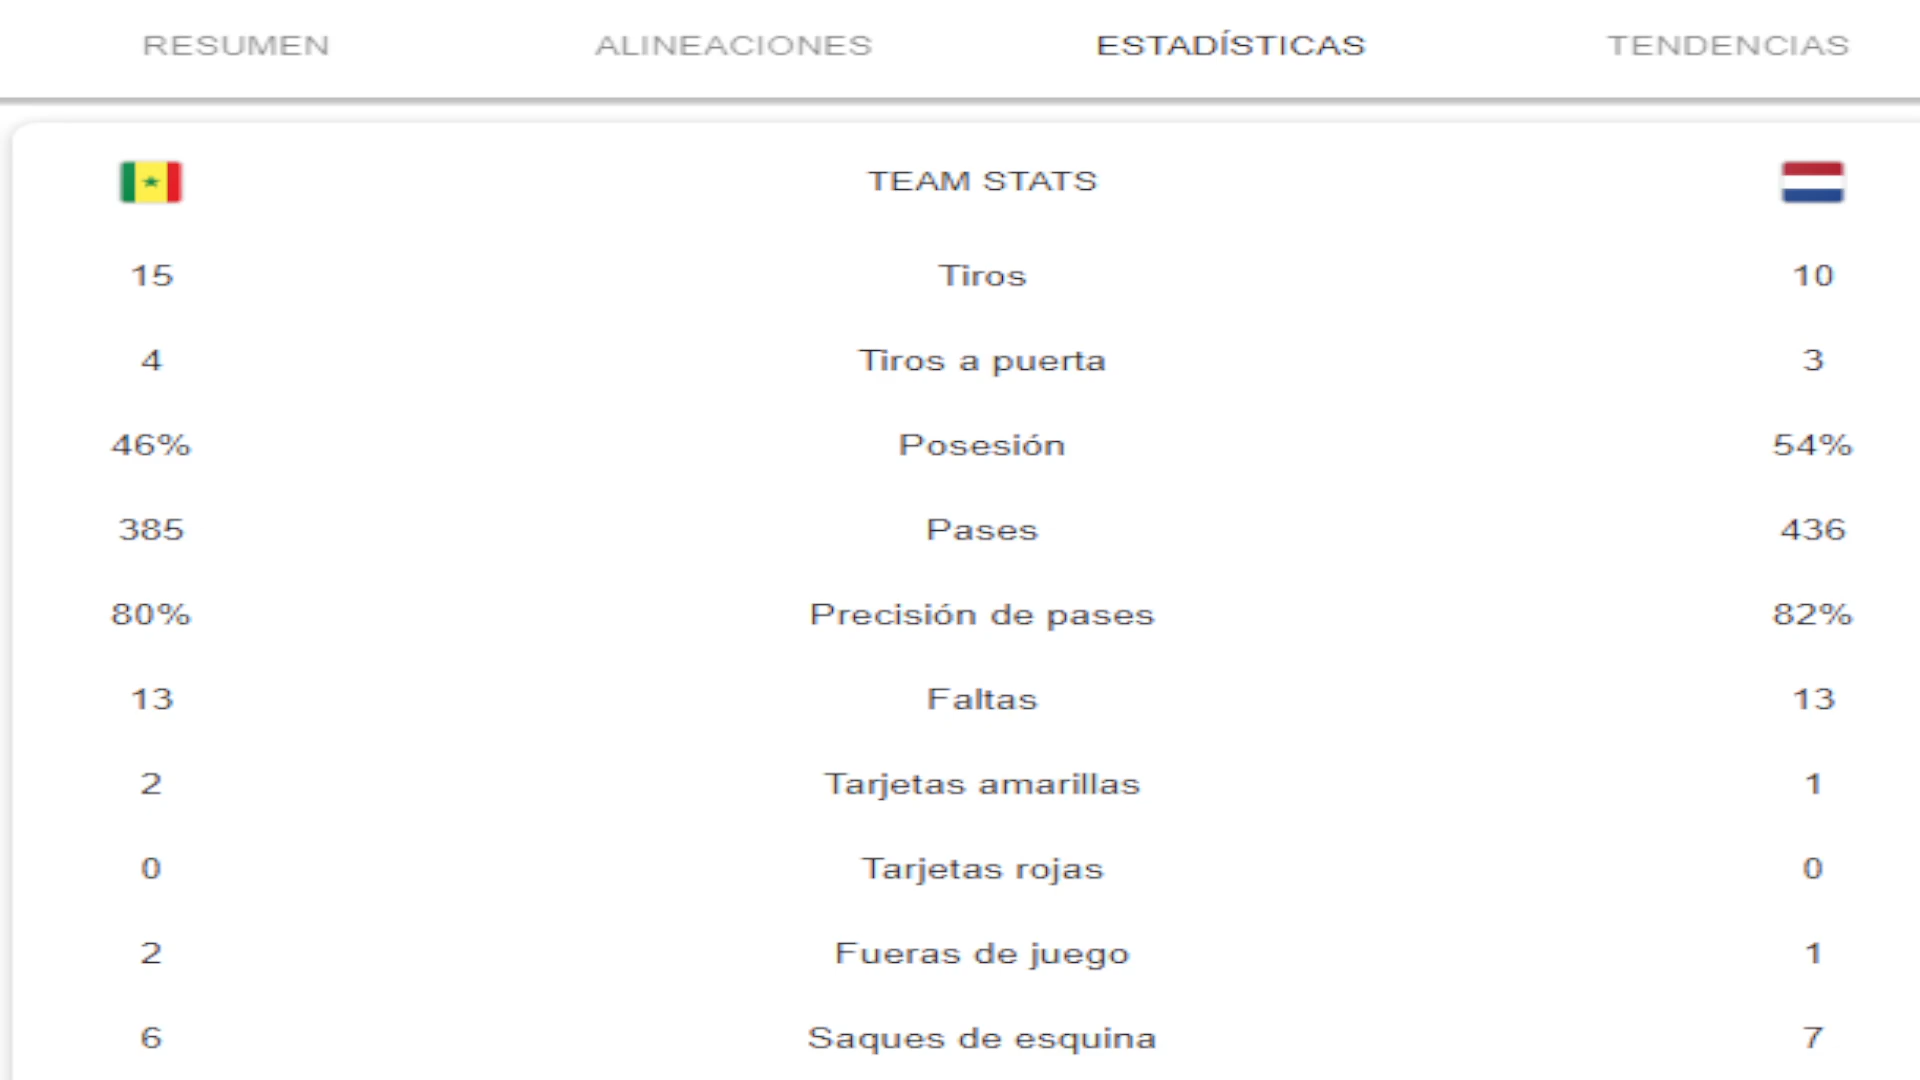 RESUMEN ALINEACIONES ESTADÍSTICAS TENDENCIAS
TEAM STATS
15 Tiros 10
4 Tiros a puerta 3
46% Posesión 54%
385 Pases 436
80% Precisión de pases 82%
13 Faltas 13
2 Tarjetas amarillas 1
0 Tarjetas rojas 0
2 Fueras de juego 1
6 Saques de esquina 7